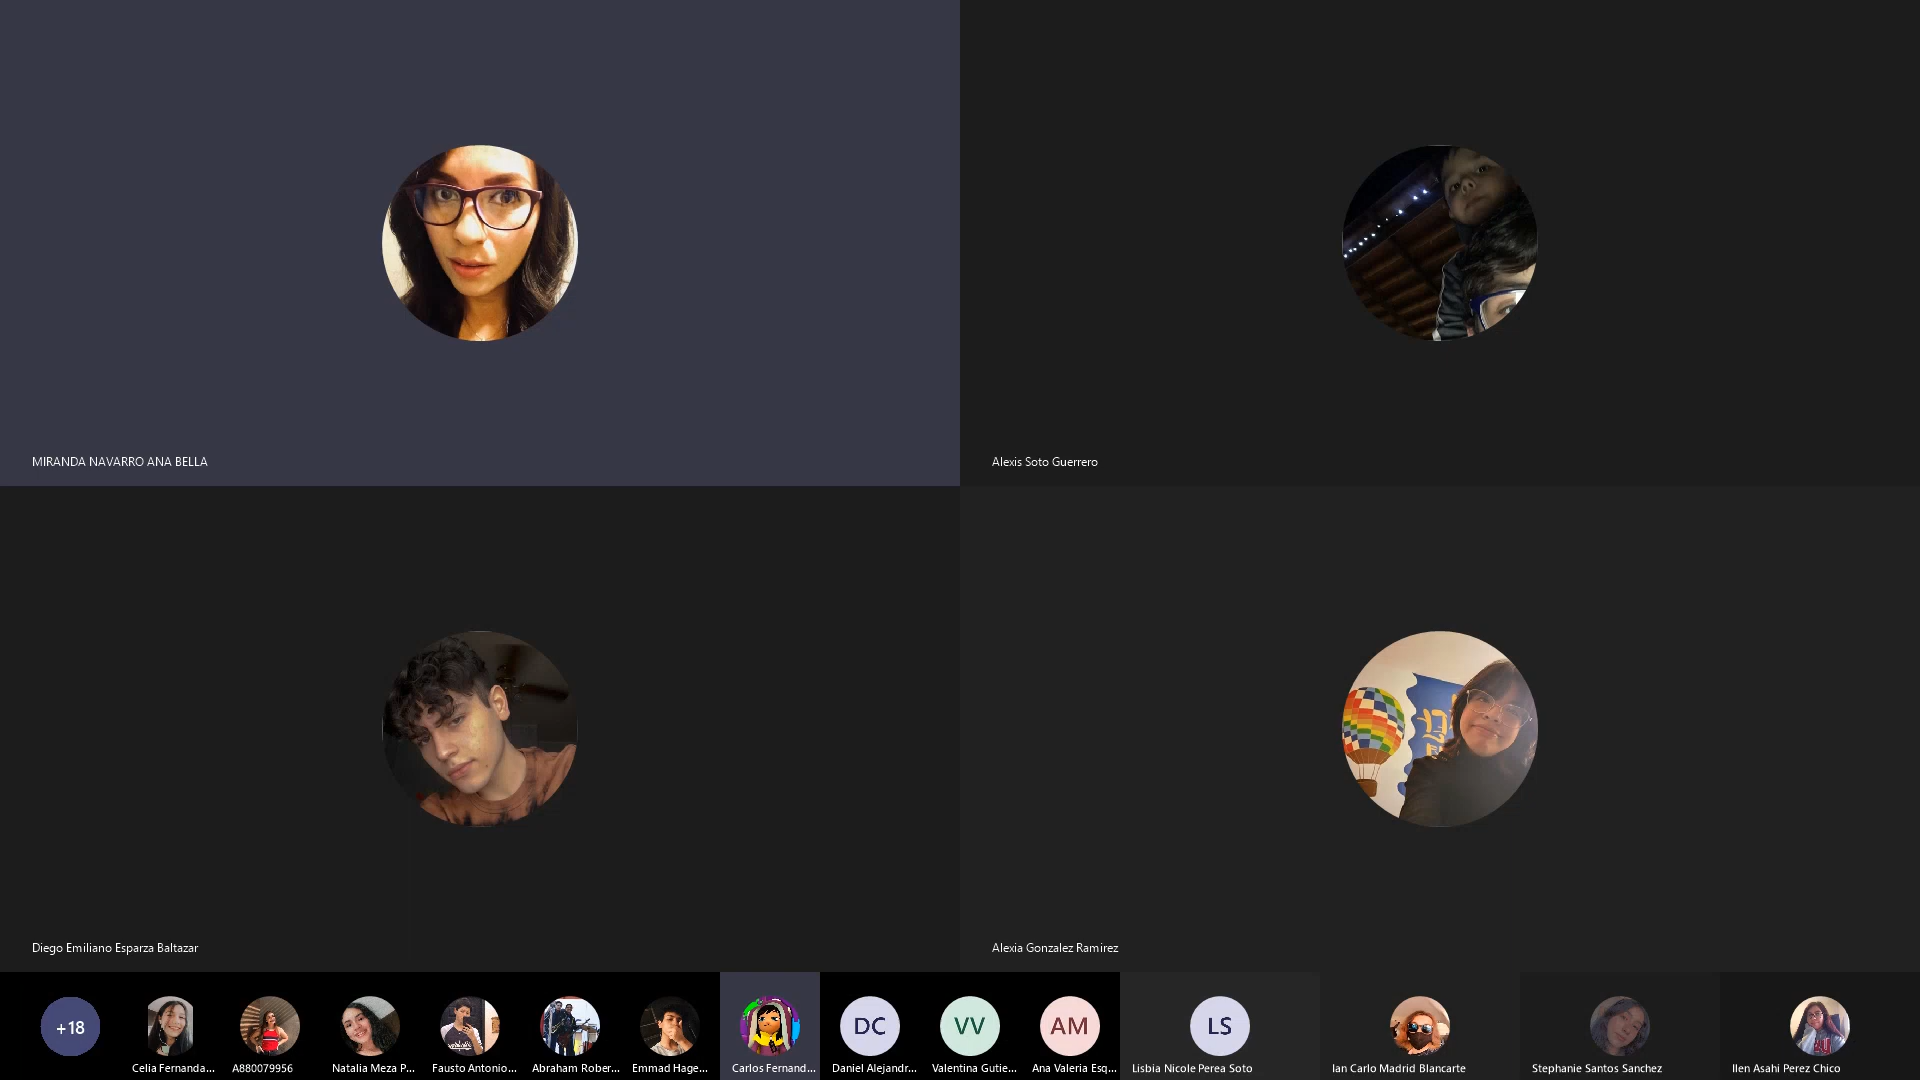 MIRANDA NAVARRO ANA BELLA
Alexis Soto Guerrero
Diego Emiliano Esparza Baltazar
Alexia Gonzalez Ramirez
+18
DC
VV
AM
LS
Celia Fernanda...
A880079956
Natalia Meza P...
Fausto Antonio...
Abraham Rober...
Emmad Hage...
Carlos Fernand...
Daniel Alejandr...
Valentina Gutie...
Ana Valeria Esq...
Lisbia Nicole Perea Soto
Ian Carlo Madrid Blancarte
Stephanie Santos Sanchez
Ilen Asahi Perez Chico